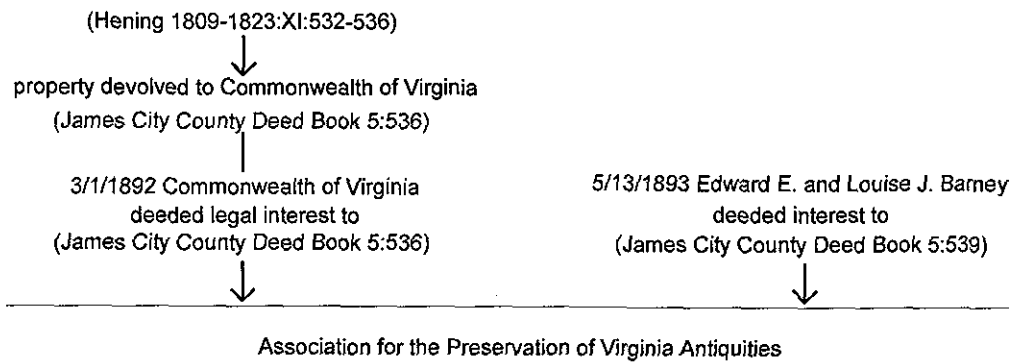 (Hening 1809-1823:XI:532-536)
property devolved to Commonwealth of Virginia
(James City County Deed Book 5:536)
3/1/1892 Commonwealth of Virginia
deeded legal interest to
(James City County Deed Book 5:536)
5/13/1893 Edward E. and Louise J. Barney
deeded interest to
(James City County Deed Book 5:539)
Association for the Preservation of Virginia Antiquities